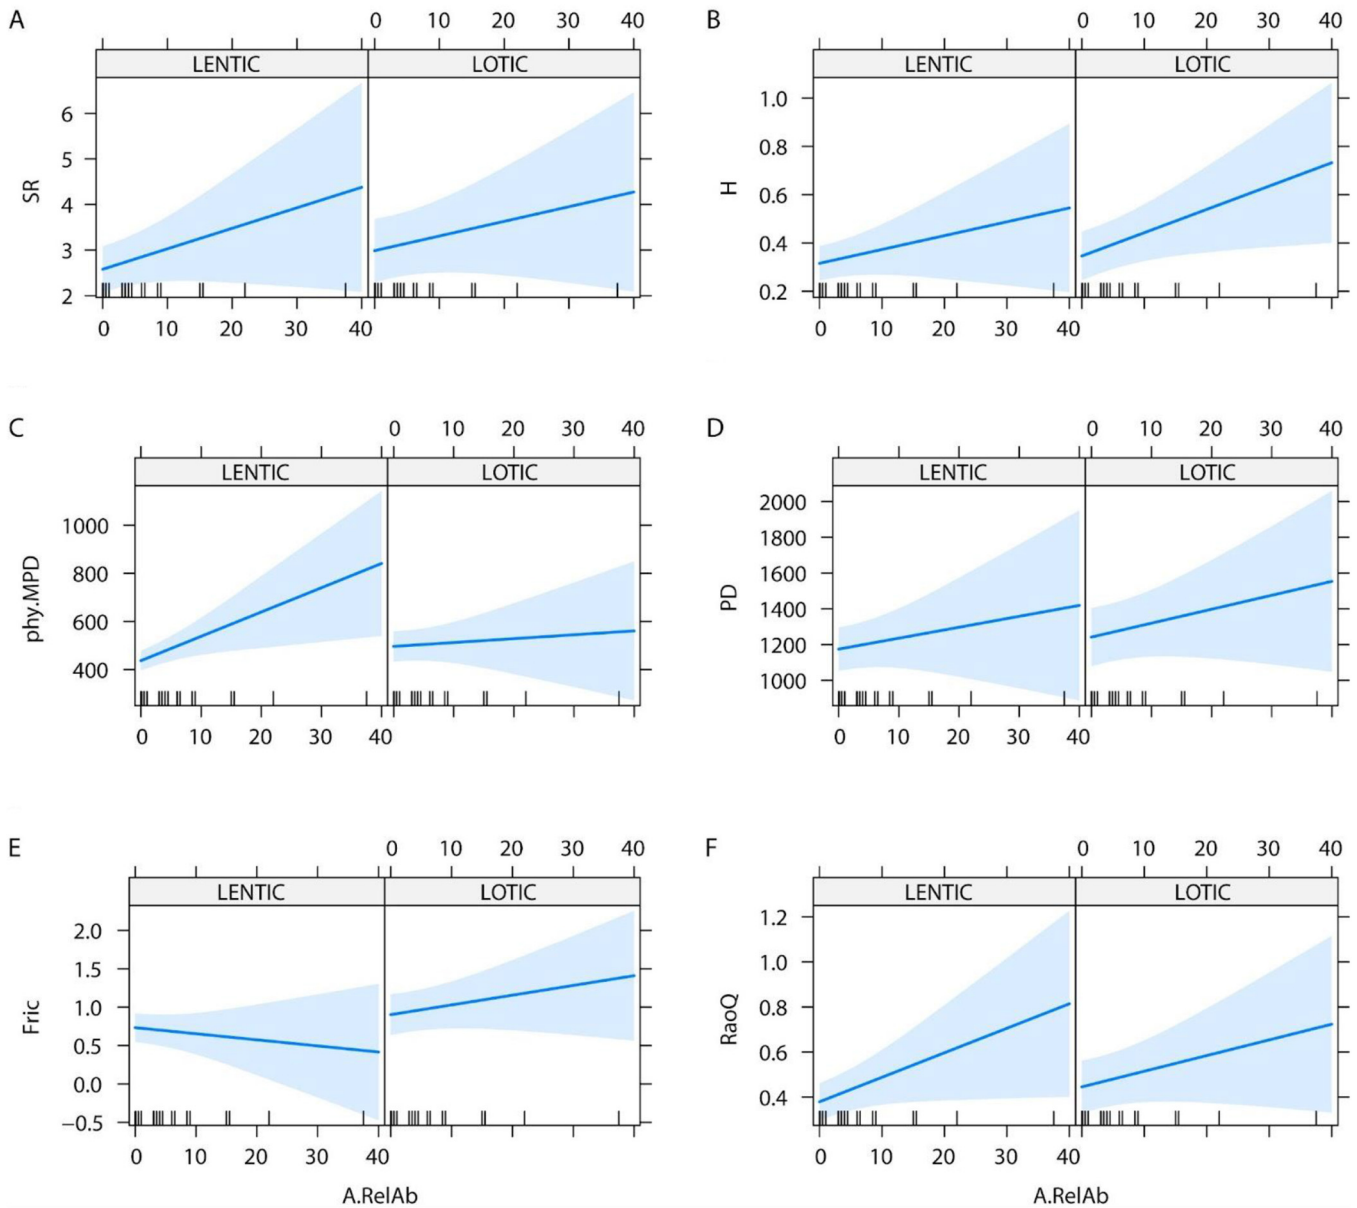 A
0 20 40
B
0 20 30 40
LENTIC LOTIC
LENTIC LOTIC
SR
6
5
4
3
2
H
1.0
0.8
0.6
0.4
0.2
0 10 20 30 40
0 10 20 30 40
C
0 10 20 30 40
D
0 10 20 30 40
LENTIC LOTIC
LENTIC LOTIC
phy.MPD
1000
800
600
400
PD
2000
1800
1600
1400
1200
1000
0 10 20 30 40
0 10 20 30 40
E
0 10 20 30 40
F
0 10 20 30 40
LENTIC LOTIC
LENTIC LOTIC
Fric
2.0
1.5
1.0
0.5
0.0
−0.5
RaoQ
1.2
1.0
0.8
0.6
0.4
0 10 20 30 40
0 10 20 30 40
A.RelAb
A.RelAb